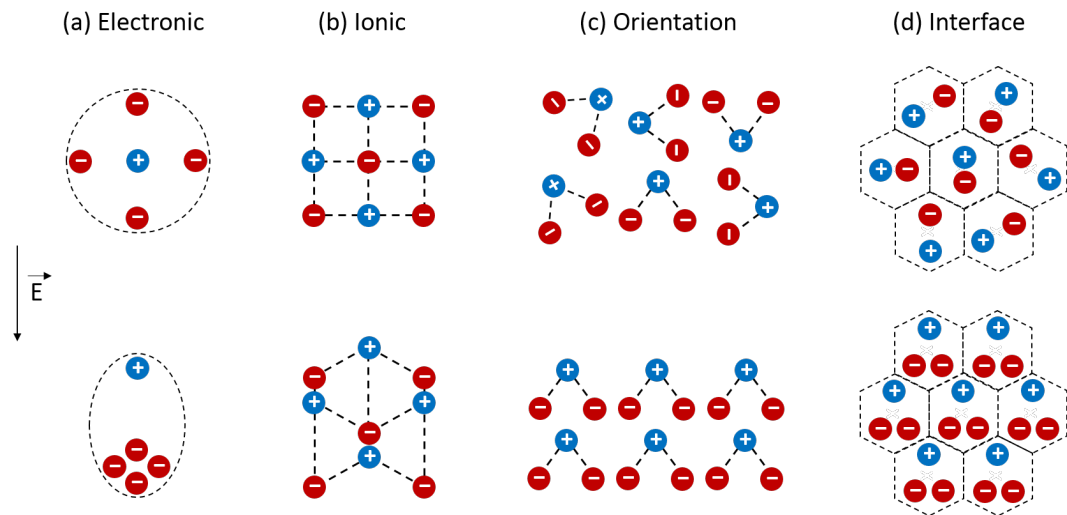 (a) Electronic
(b) Ionic
(c) Orientation
(d) Interface
E